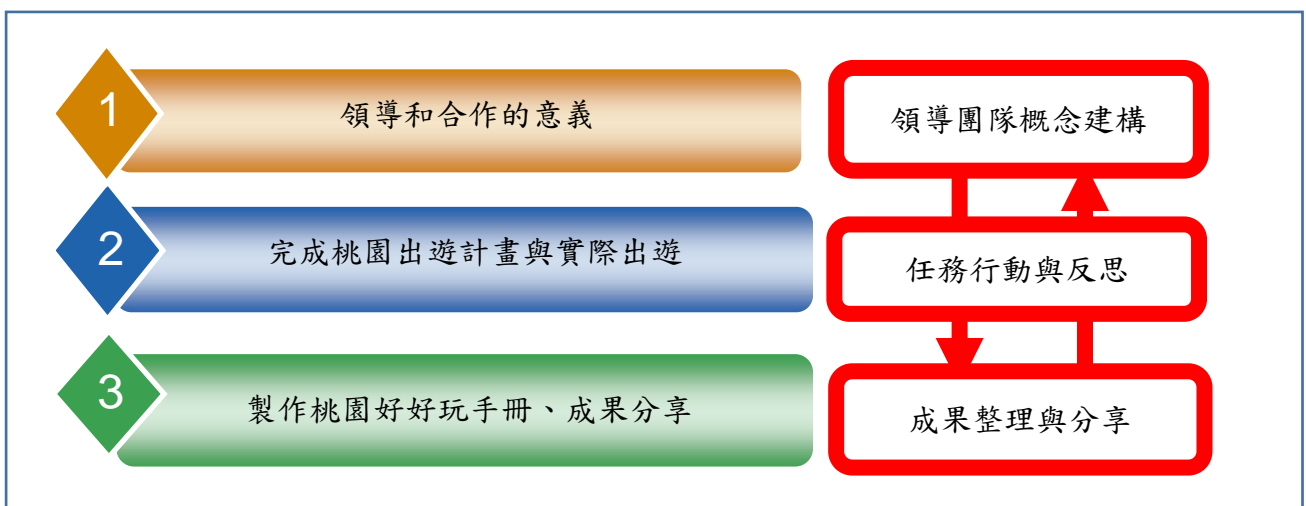 1
領導和合作的意義
領導團隊概念建構
2
完成桃園出遊計畫與實際出遊
任務行動與反思
3
製作桃園好好玩手冊、成果分享
成果整理與分享